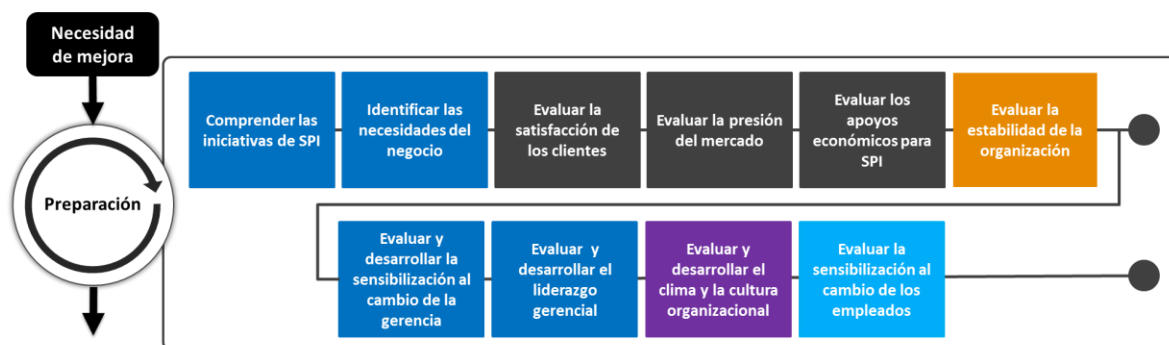 Necesidad
de mejora
Preparación
Comprender las
iniciativas de SPI
Identificar las
necesidades del
negocio
Evaluar la
satisfacción de
los clientes
Evaluar la presión
del mercado
Evaluar los
apoyos
económicos para
SPI
Evaluar la
estabilidad de la
organización
Evaluar y
desarrollar la
sensibilización al
cambio de la
gerencia
Evaluar y
desarrollar el
liderazgo
gerencial
Evaluar y
desarrollar el
clima y la cultura
organizacional
Evaluar la
sensibilización al
cambio de los
empleados